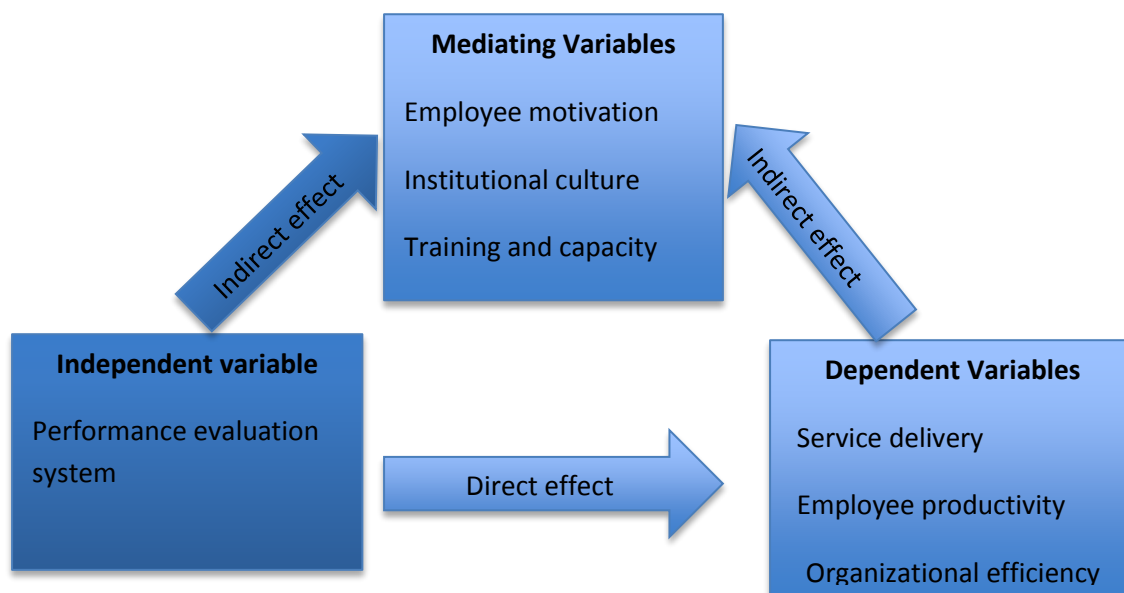 Mediating Variables
Employee motivation
Institutional culture
Training and capacity
Indirect effect
Indirect effect
Independent variable
Performance evaluation
system
Direct effect
Dependent Variables
Service delivery
Employee productivity
Organizational efficiency